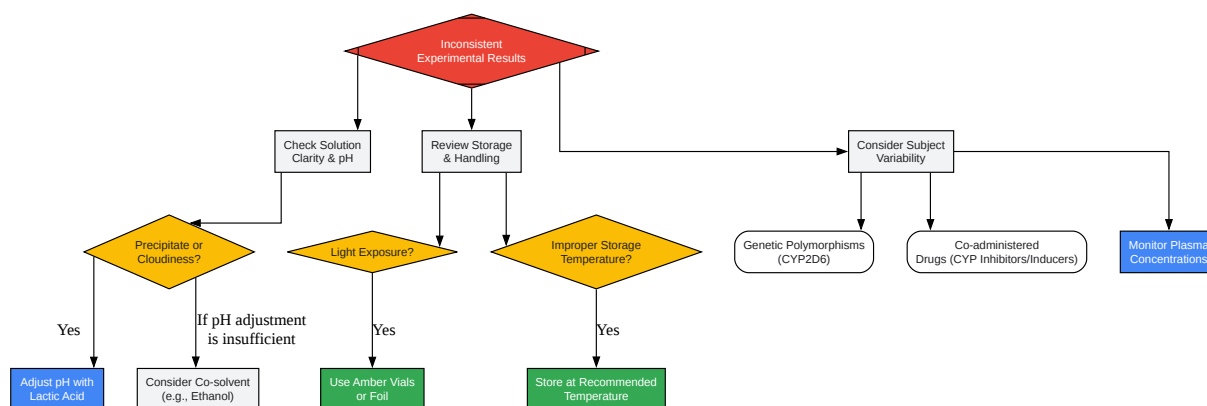 Inconsistent
Experimental Results
Check Solution
Clarity & pH
Review Storage
& Handling
Consider Subject
Variability
Precipitate or
Cloudiness?
Light Exposure?
Improper Storage
Temperature?
Genetic Polymorphisms
(CYP2D6)
Co-administered
Drugs (CYP Inhibitors/Inducers)
Monitor Plasma
Concentrations
Yes
If pH adjustment
is insufficient
Yes
Yes
Adjust pH with
Lactic Acid
Consider Co-solvent
(e.g., Ethanol)
Use Amber Vials
or Foil
Store at Recommended
Temperature